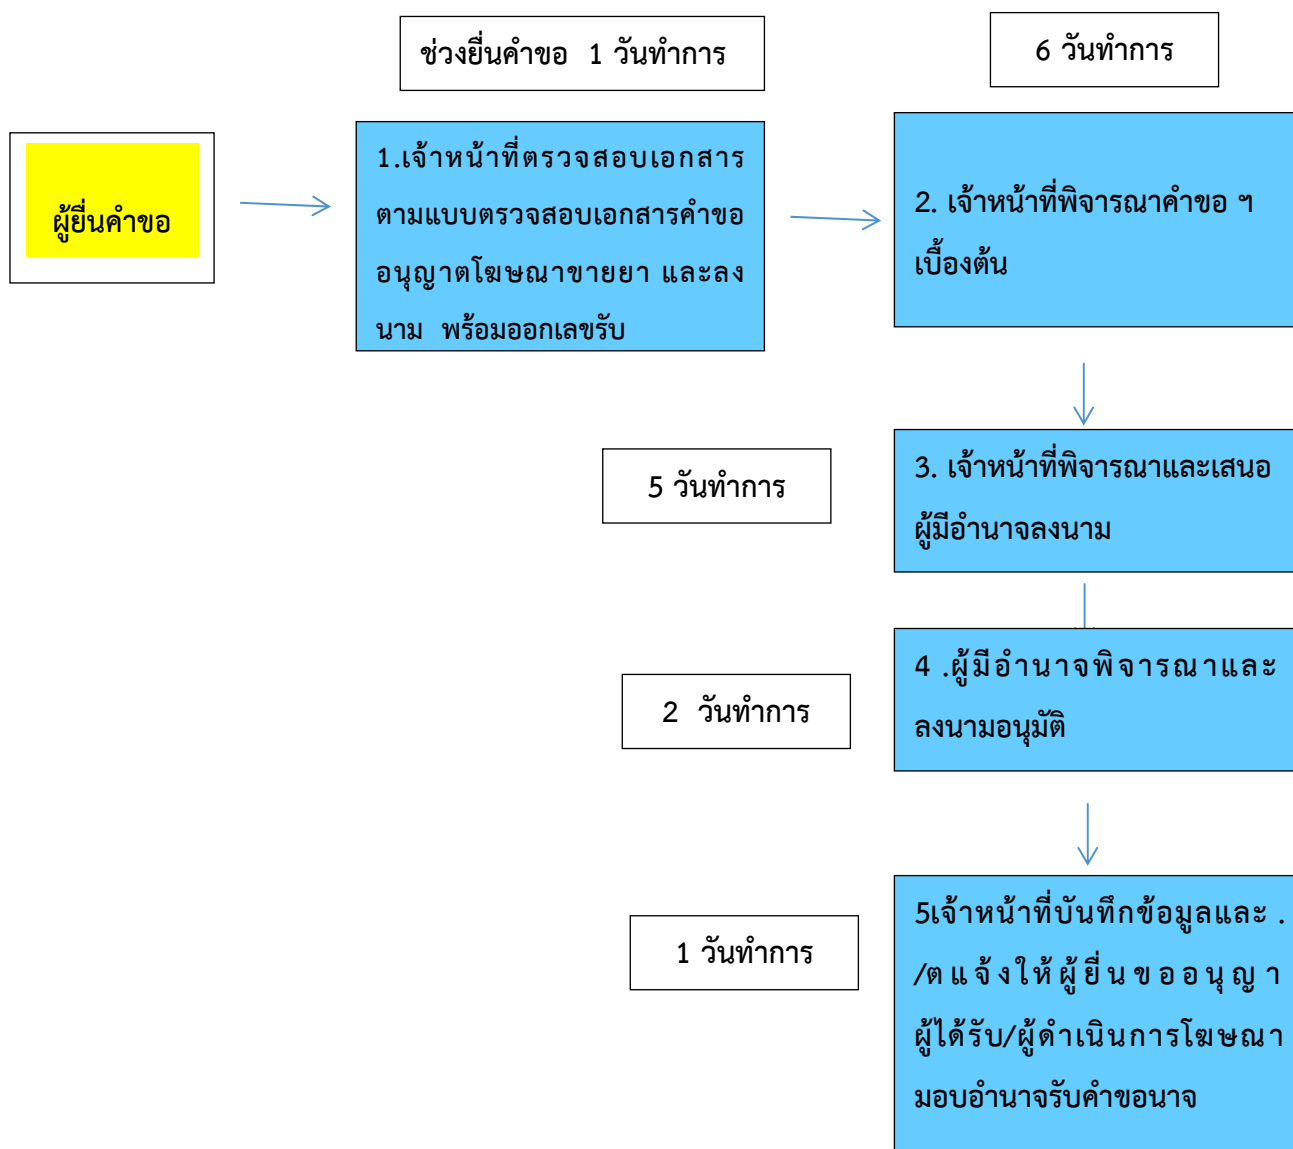 ช่วงยื่นคำขอ 1 วันทำการ
6 วันทำการ
ผู้ยื่นคำขอ
1.เจ้าหน้าที่ตรวจสอบเอกสาร
ตามแบบตรวจสอบเอกสารคำขอ
อนุญาตโฆษณาขายยา และลง
นาม พร้อมออกเลขรับ
2. เจ้าหน้าที่พิจารณาคำขอ ฯ
เบื้องต้น
5 วันทำการ
3. เจ้าหน้าที่พิจารณาและเสนอ
ผู้มีอำนาจลงนาม
2 วันทำการ
4 .ผู้มีอำนาจพิจารณาและ
ลงนามอนุมัติ
1 วันทำการ
5เจ้าหน้าที่บันทึกข้อมูลและ .
/ตแจ้งให้ผู้ยื่นขออนุญา
ผู้ได้รับ/ผู้ดำเนินการโฆษณา
มอบอำนาจรับคำขอนาจ